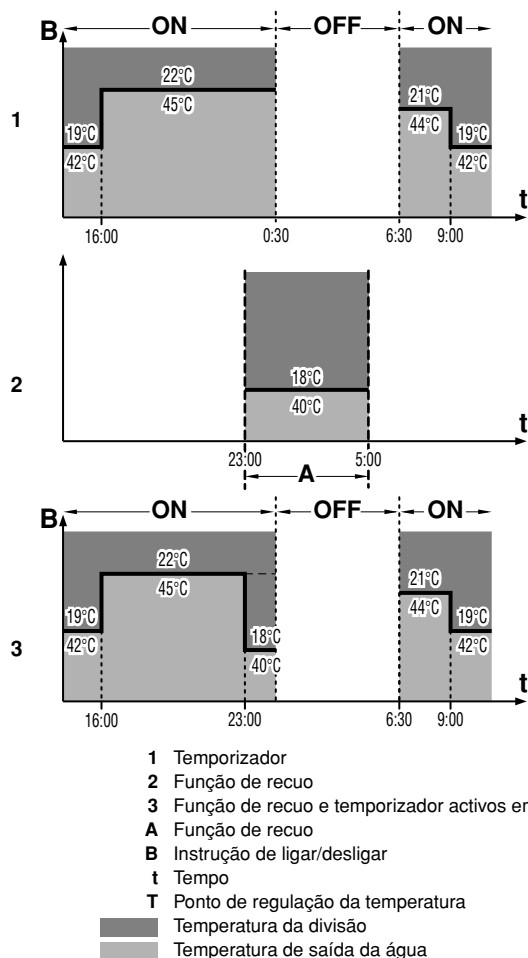 B ON OFF ON
22°C
45°C
21°C
44°C
19°C
42°C
19°C
42°C
1
t
16:00 0:30 6:30 9:00
18°C
40°C
2
t
23:00 5:00
A
B ON OFF ON
22°C
45°C
21°C
44°C
19°C
42°C
18°C
40°C
19°C
42°C
3
t
16:00 23:00 6:30 9:00
1 Temporizador
2 Função de recuo
3 Função de recuo e temporizador activos
A Função de recuo
B Instrução de ligar/desligar
t Tempo
T Ponto de regulação da temperatura
Temperatura da divisão
Temperatura de saída da água